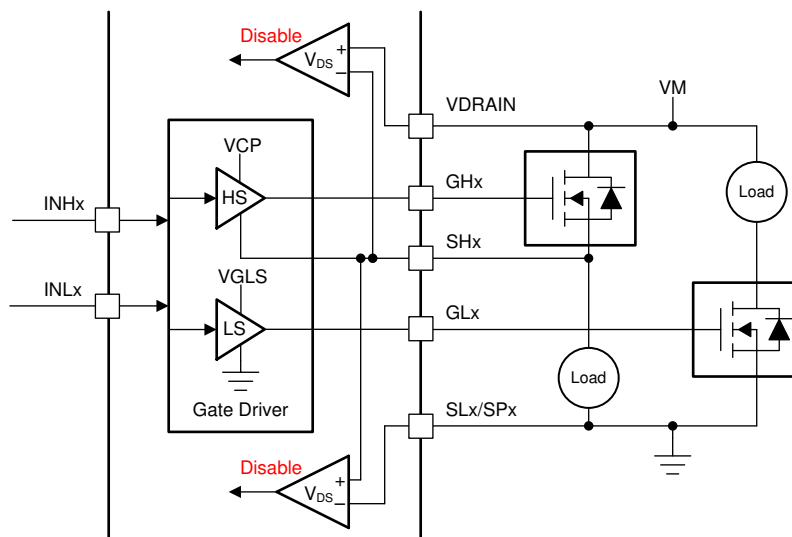 Disable
+
VDS
−
VM
VDRAIN
VCP
HS
GHx
Load
INHx
SHx
VGLS
INLx
GLx
LS
Load
Gate Driver
SLx/SPx
Disable
+
VDS
−